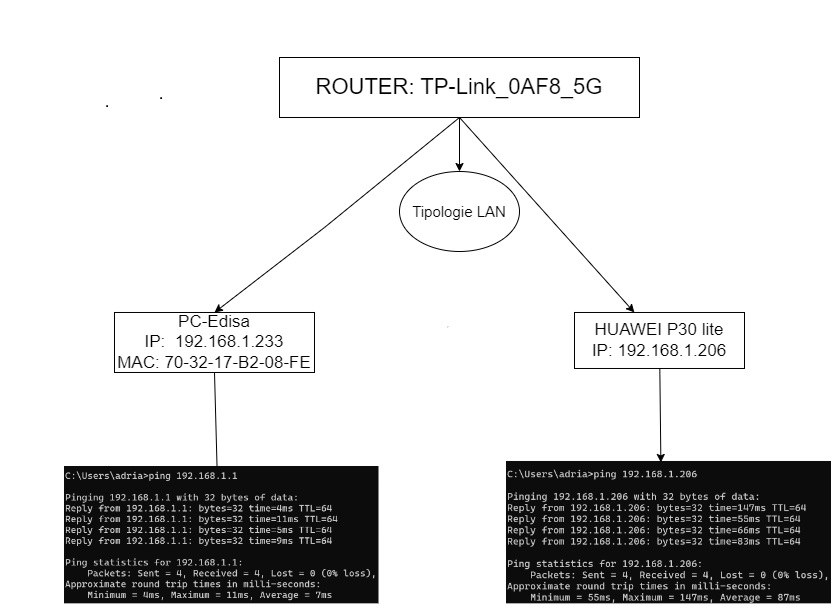 ROUTER: TP-Link_0AF8_5G
Tipologie LAN
PC-Edisa
IP: 192.168.1.233
MAC: 70-32-17-B2-08-FE
HUAWEI P30 lite
IP: 192.168.1.206
C:\Users\adria>ping 192.168.1.1
Pinging 192.168.1.1 with 32 bytes of data:
Reply from 192.168.1.1: bytes=32 time=4ms TTL=64
Reply from 192.168.1.1: bytes=32 time=11ms TTL=64
Reply from 192.168.1.1: bytes=32 time=5ms TTL=64
Reply from 192.168.1.1: bytes=32 time=9ms TTL=64
Ping statistics for 192.168.1.1:
Packets: Sent = 4, Received = 4, Lost = 0 (0% loss),
Approximate round trip times in milli-seconds:
Minimum = 4ms, Maximum = 11ms, Average = 7ms
C:\Users\adria>ping 192.168.1.206
Pinging 192.168.1.206 with 32 bytes of data:
Reply from 192.168.1.206: bytes=32 time=147ms TTL=64
Reply from 192.168.1.206: bytes=32 time=55ms TTL=64
Reply from 192.168.1.206: bytes=32 time=66ms TTL=64
Reply from 192.168.1.206: bytes=32 time=83ms TTL=64
Ping statistics for 192.168.1.206:
Packets: Sent = 4, Received = 4, Lost = 0 (0% loss),
Approximate round trip times in milli-seconds:
Minimum = 55ms, Maximum = 147ms, Average = 87ms